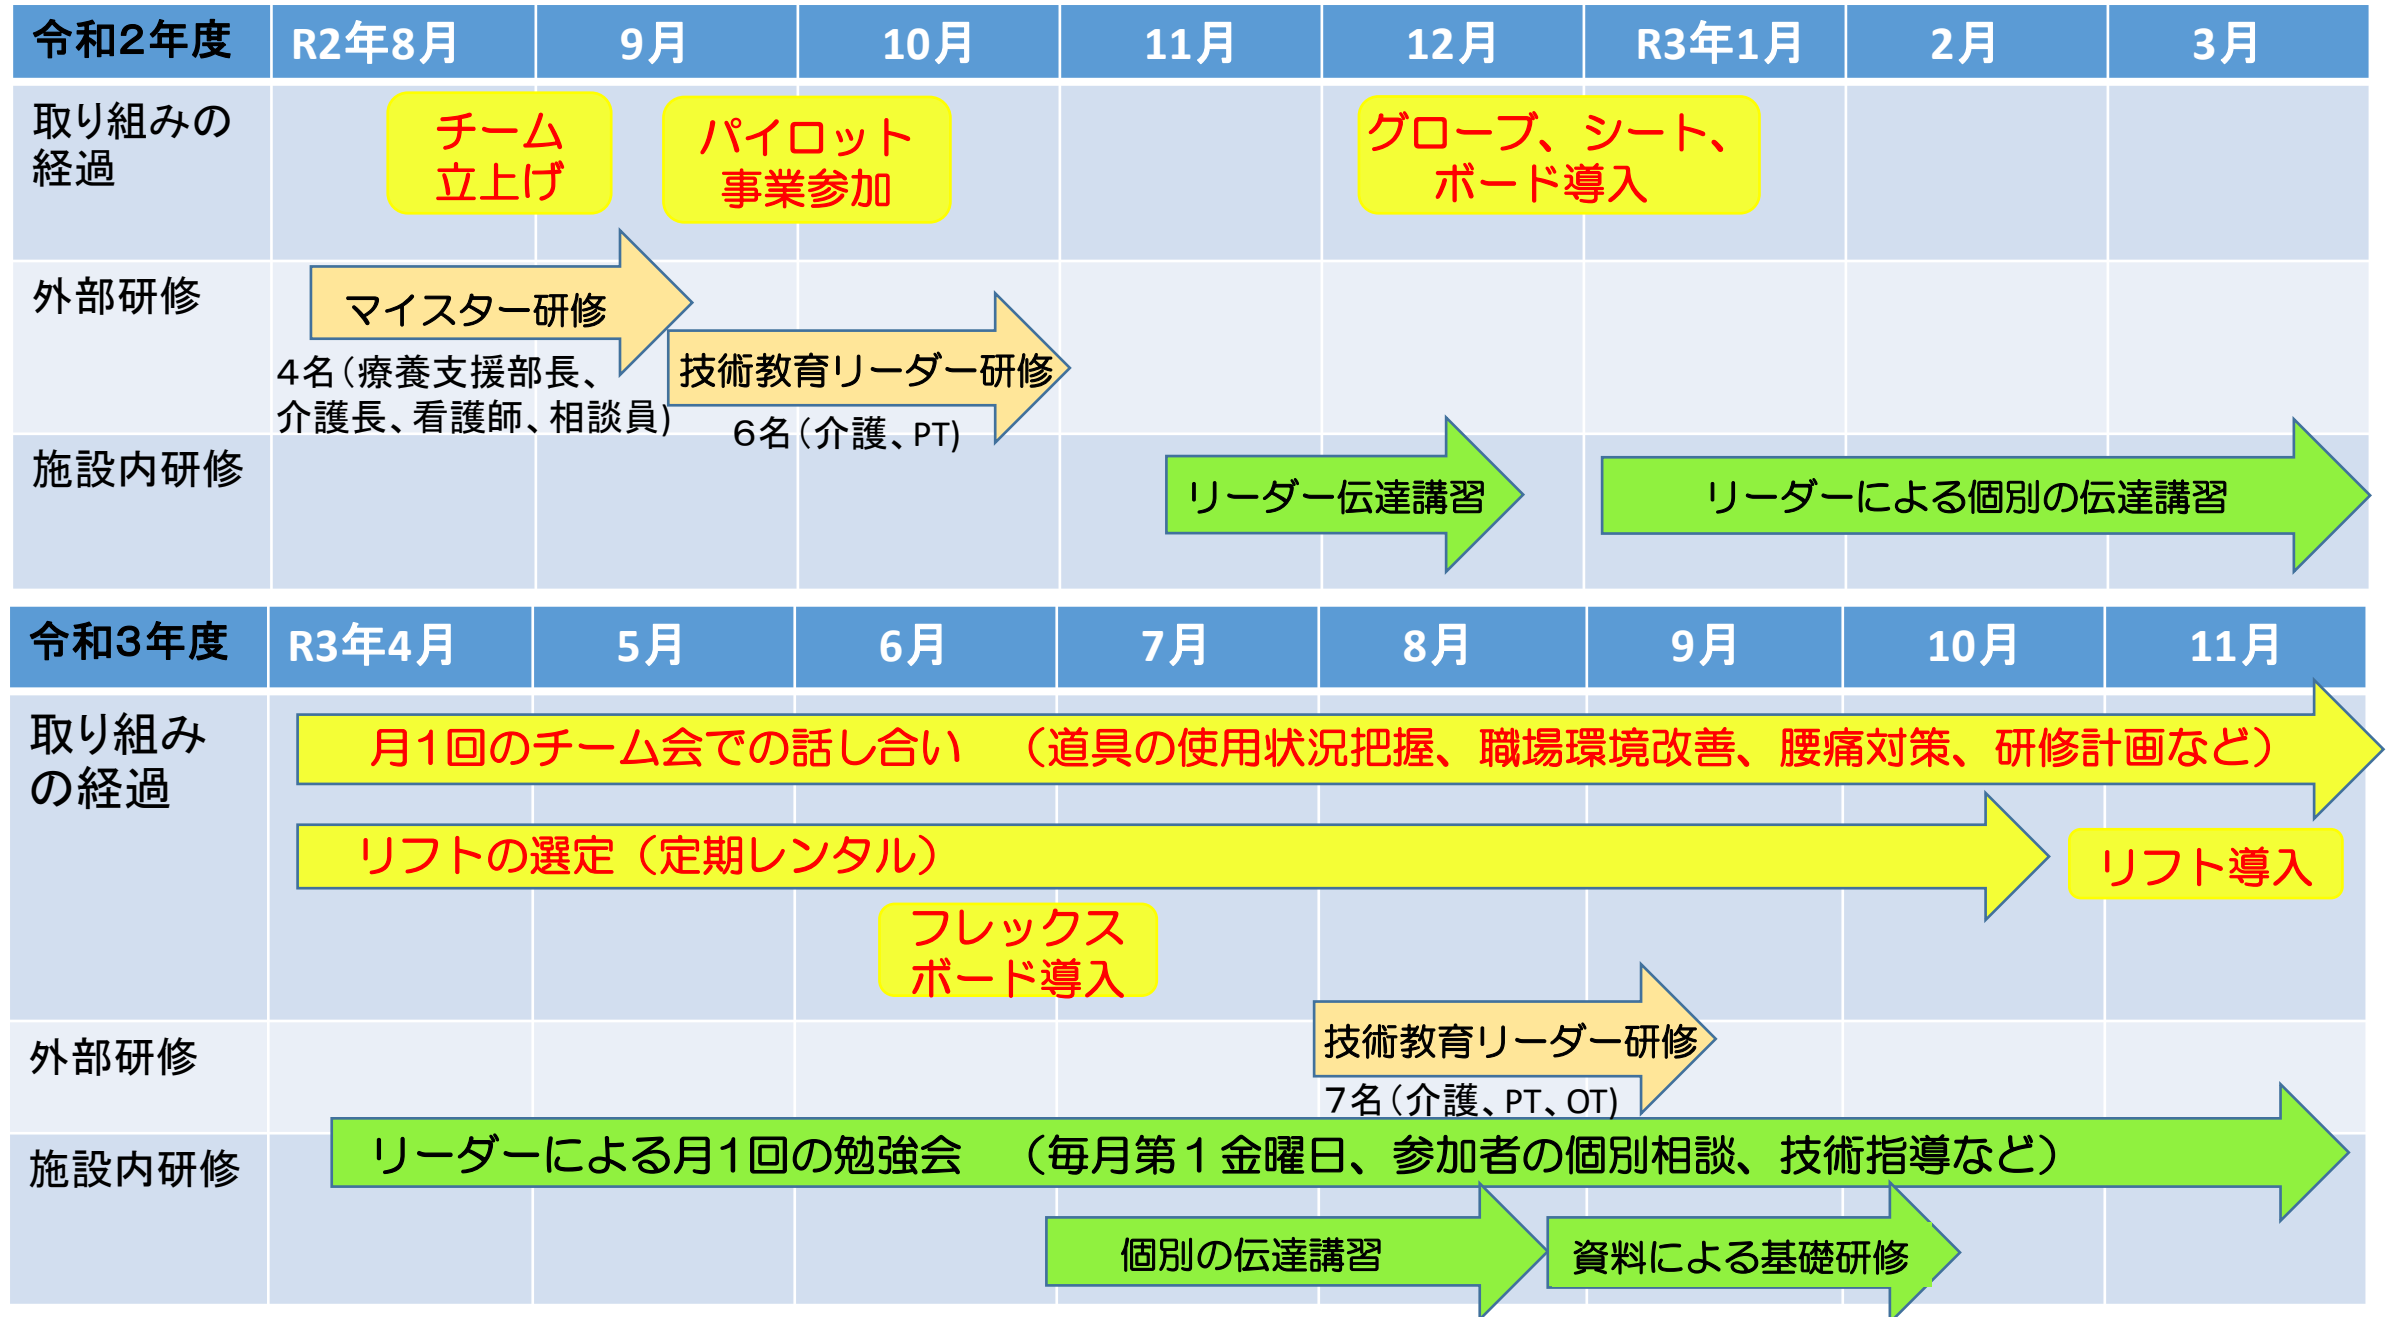 令和2年度 R2年8月 9月 10月 11月 12月 R3年1月 2月 3月
取り組みの
経過
チーム
立上げ
パイロット
事業参加
グローブ、シート、
ボード導入
外部研修
マイスター研修
4名（療養支援部長、
介護長、看護師、相談員)
技術教育リーダー研修
6名（介護、PT)
施設内研修
リーダー伝達講習
リーダーによる個別の伝達講習
令和3年度 R3年4月 5月 6月 7月 8月 9月 10月 11月
取り組み
の経過
月1回のチーム会での話し合い （道具の使用状況把握、職場環境改善、腰痛対策、研修計画など）
リフトの選定（定期レンタル）
リフト導入
フレックス
ボード導入
外部研修
技術教育リーダー研修
7名（介護、PT、OT)
施設内研修
リーダーによる月1回の勉強会 （毎月第1金曜日、参加者の個別相談、技術指導など）
個別の伝達講習
資料による基礎研修